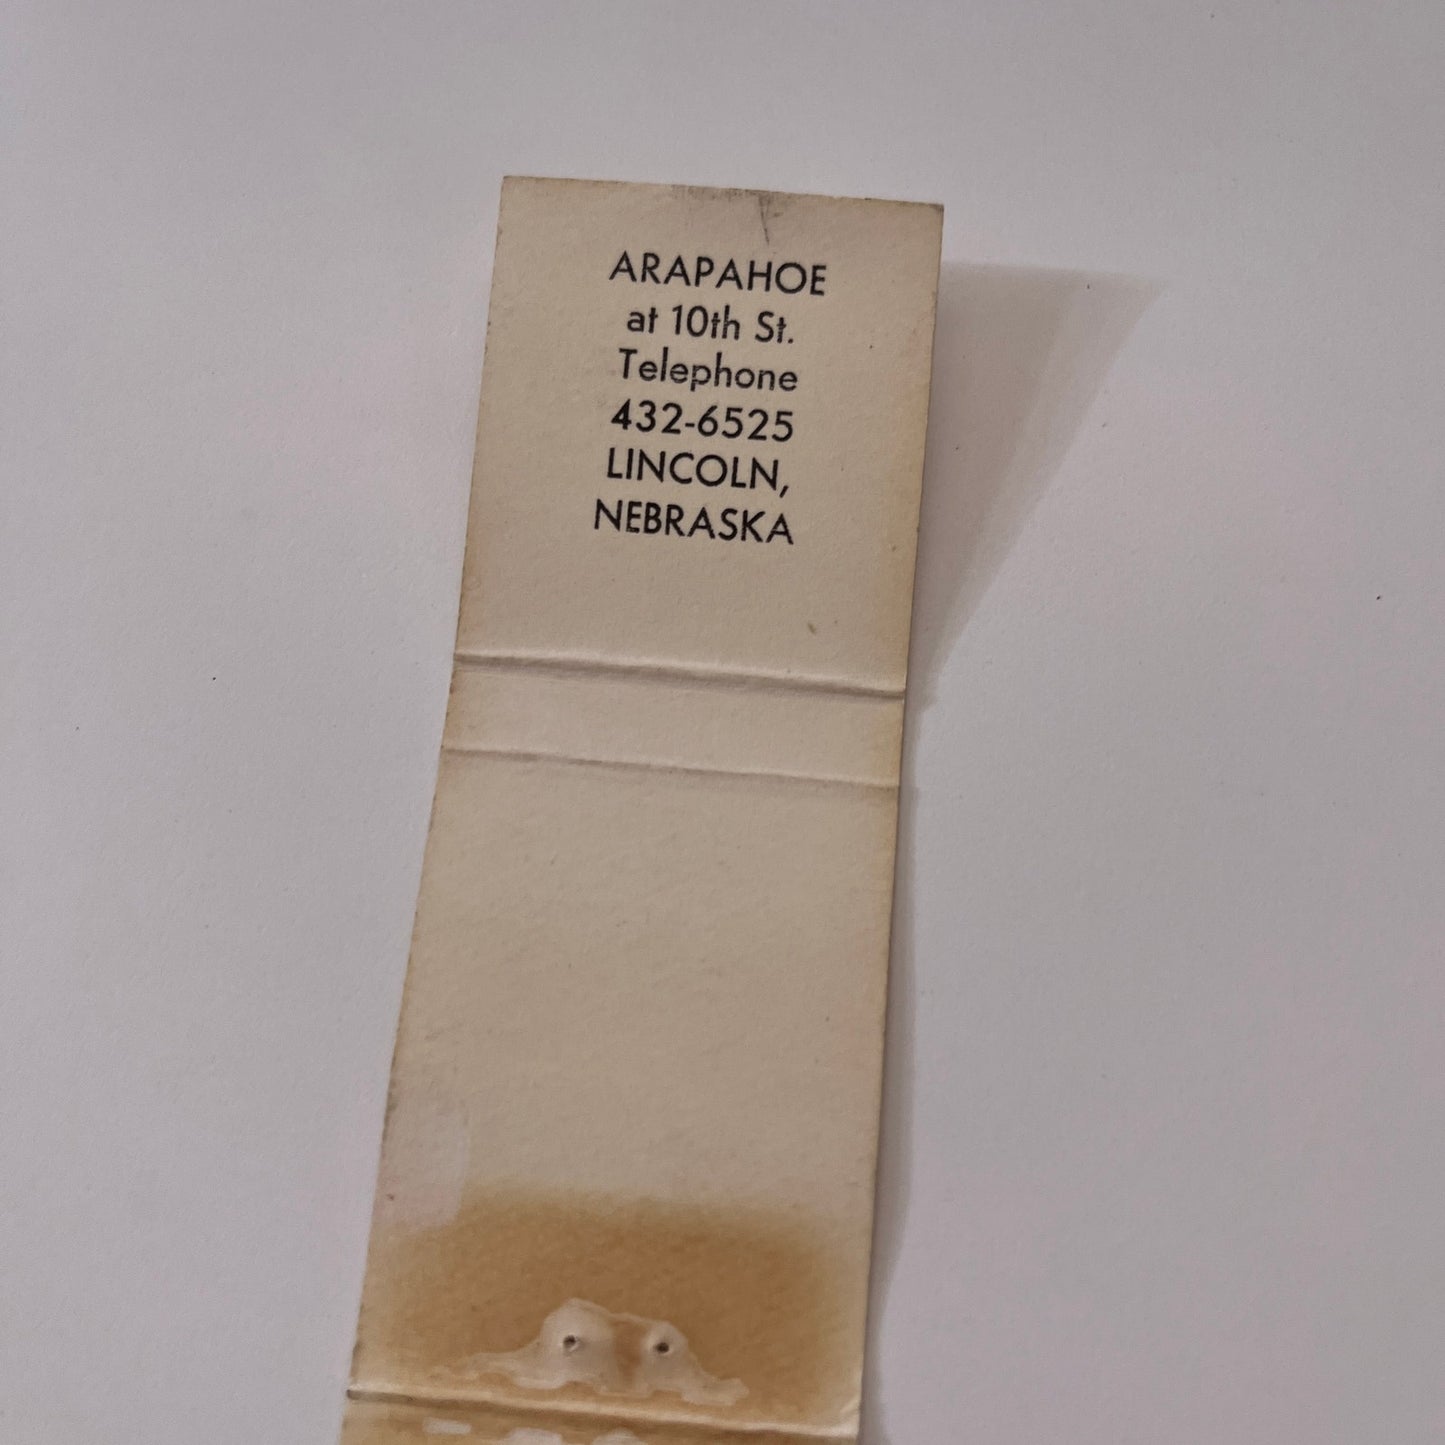 ARAPAHOE
at 10th St.
Telephone
432-6525
LINCOLN,
NEBRASKA